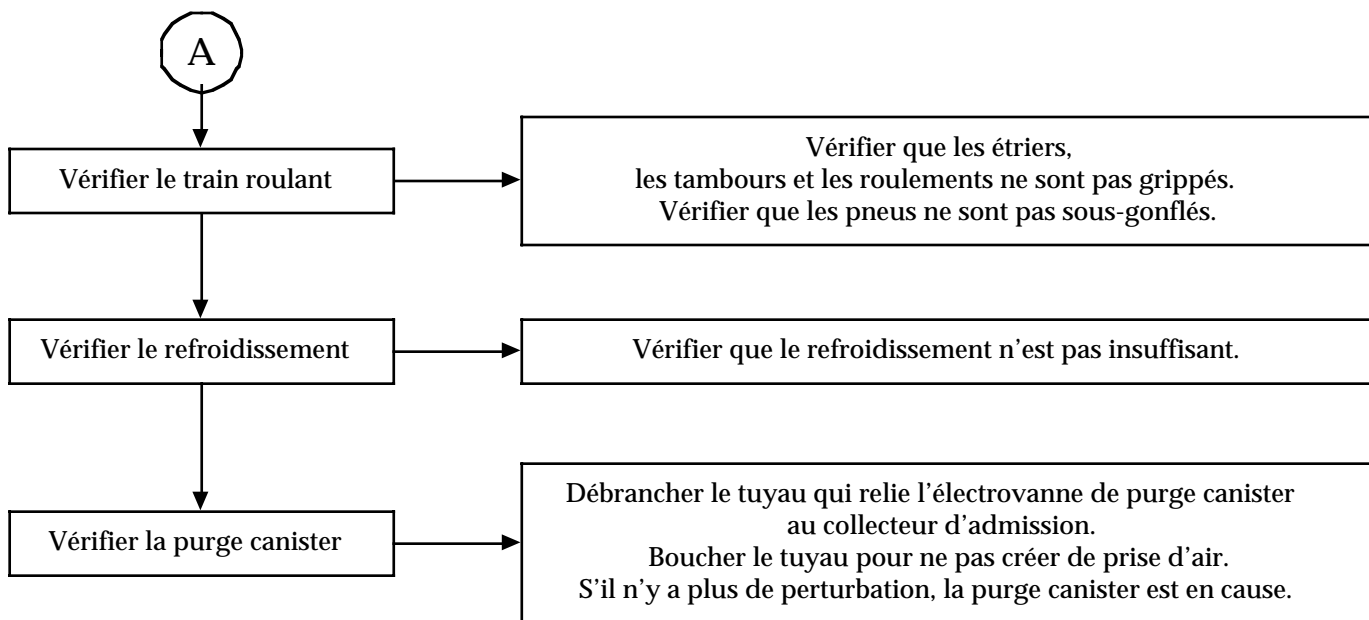 A
Vérifier le train roulant
Vérifier que les étriers,
les tambours et les roulements ne sont pas grippés.
Vérifier que les pneus ne sont pas sous-gonflés.
Vérifier le refroidissement
Vérifier que le refroidissement n’est pas insuffisant.
Vérifier la purge canister
Débrancher le tuyau qui relie l’électrovanne de purge canister
au collecteur d’admission.
Boucher le tuyau pour ne pas créer de prise d’air.
S’il n’y a plus de perturbation, la purge canister est en cause.